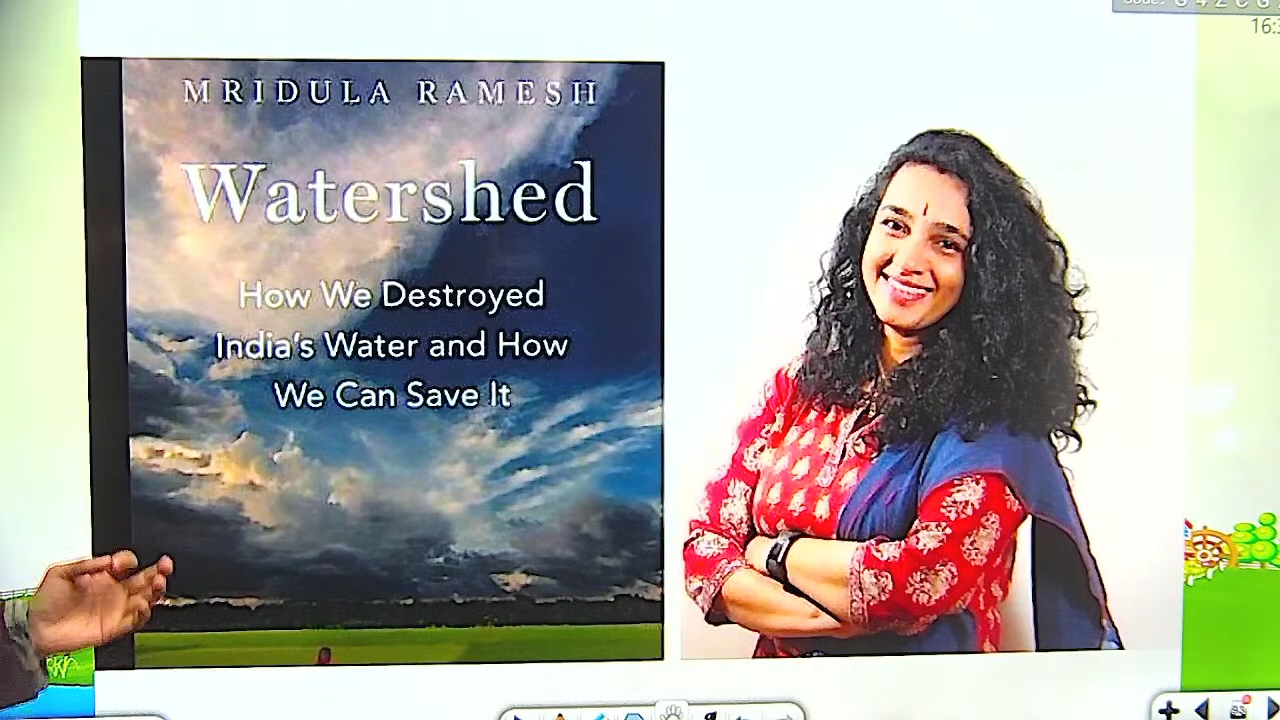 MRIDULA RAMESH
Watershed
How We Destroyed
India's Water and How
We Can Save It